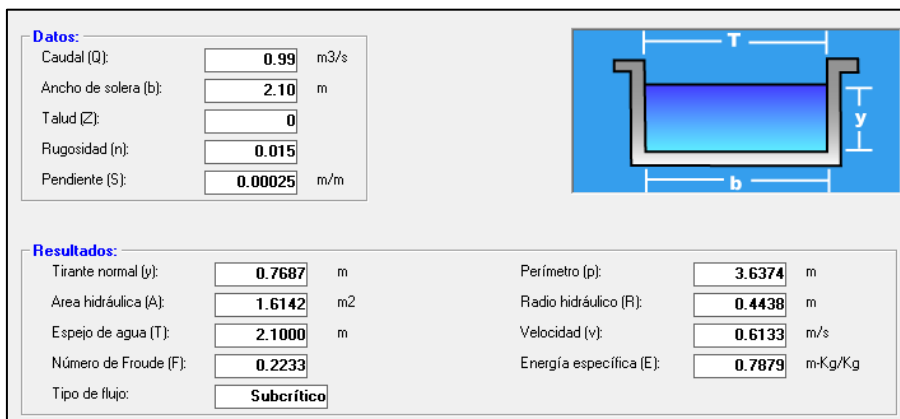 Datos:
Caudal (Q): 0.99 m3/s
Ancho de solera (b): 2.10 m
Talud (Z): 0
Rugosidad (n): 0.015
Pendiente (S): 0.00025 m/m
T
y
b
Resultados:
Tirante normal (y): 0.7687 m Perímetro (p): 3.6374 m
Area hidráulica (A): 1.6142 m2 Radio hidráulico (R): 0.4438 m
Espejo de agua (T): 2.1000 m Velocidad (v): 0.6133 m/s
Número de Froude (F): 0.2233 Energía específica (E): 0.7879 m-Kg/Kg
Tipo de flujo: Subcrítico